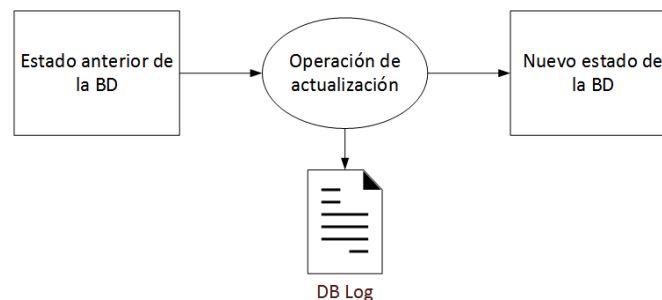 Estado anterior de
la BD
Operación de
actualización
Nuevo estado de
la BD
DB Log